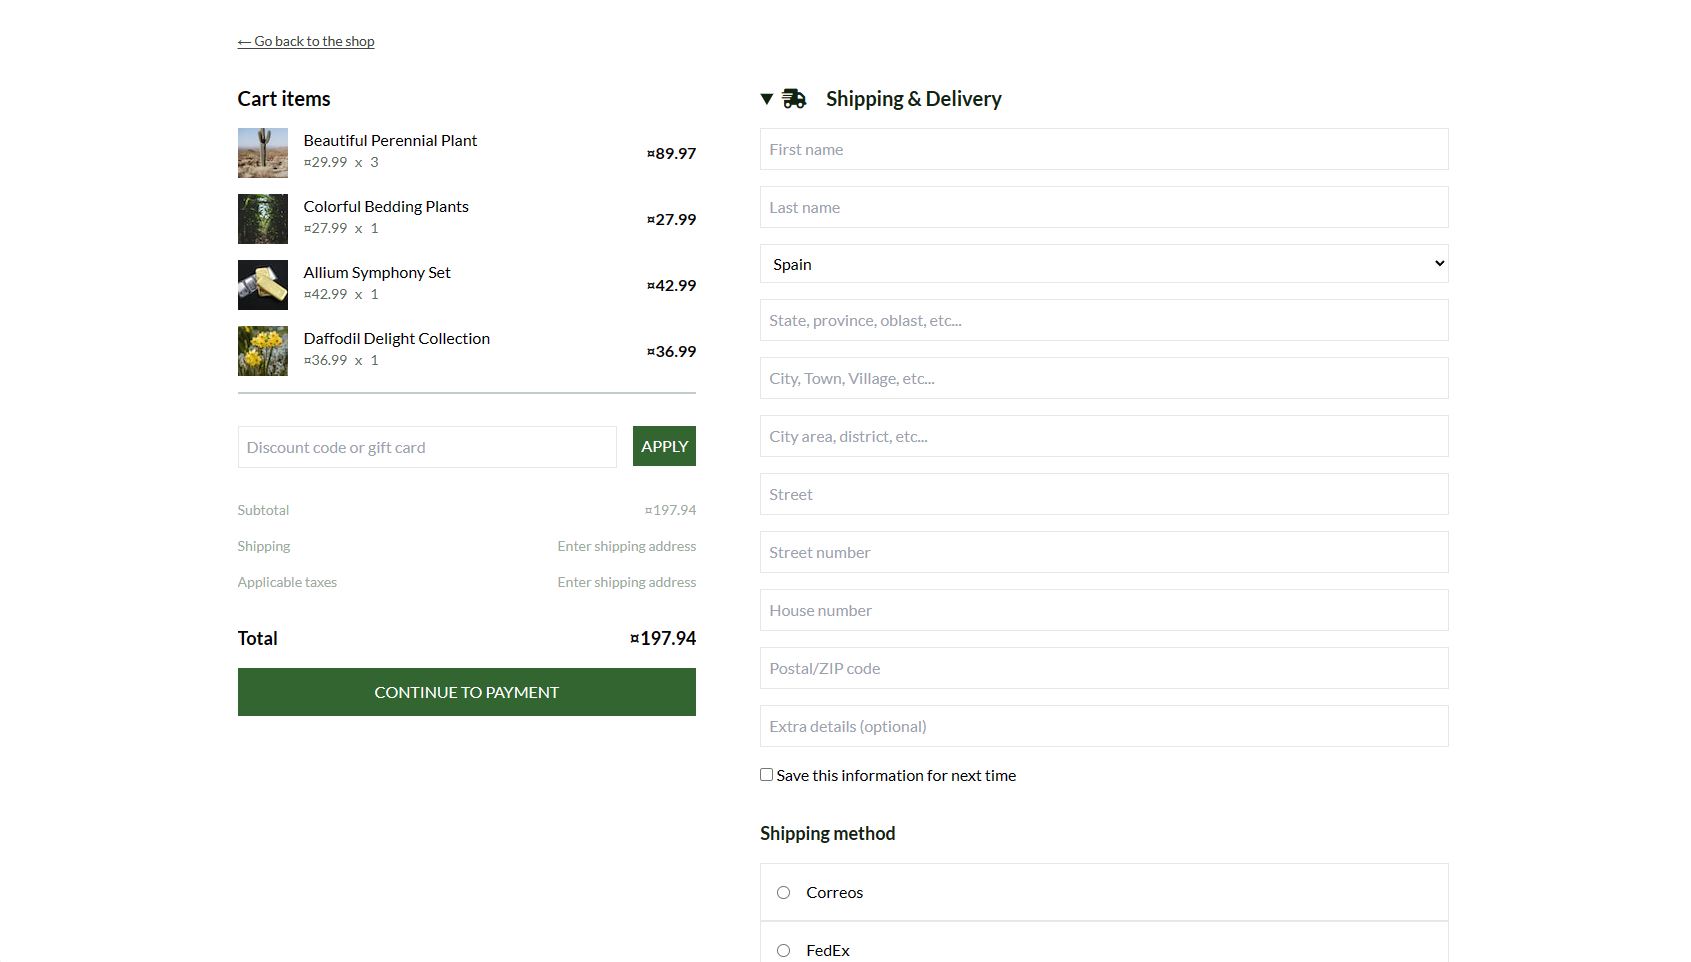 ← Go back to the shop
Cart items
Beautiful Perennial Plant
¤29.99 x 3
¤89.97
Colorful Bedding Plants
¤27.99 x 1
¤27.99
Allium Symphony Set
¤42.99 x 1
¤42.99
Daffodil Delight Collection
¤36.99 x 1
¤36.99
Discount code or gift card
APPLY
Subtotal ¤197.94
Shipping Enter shipping address
Applicable taxes Enter shipping address
Total ¤197.94
CONTINUE TO PAYMENT
Shipping & Delivery
First name
Last name
Spain
State, province, oblast, etc...
City, Town, Village, etc...
City area, district, etc...
Street
Street number
House number
Postal/ZIP code
Extra details (optional)
Save this information for next time
Shipping method
Correos
FedEx